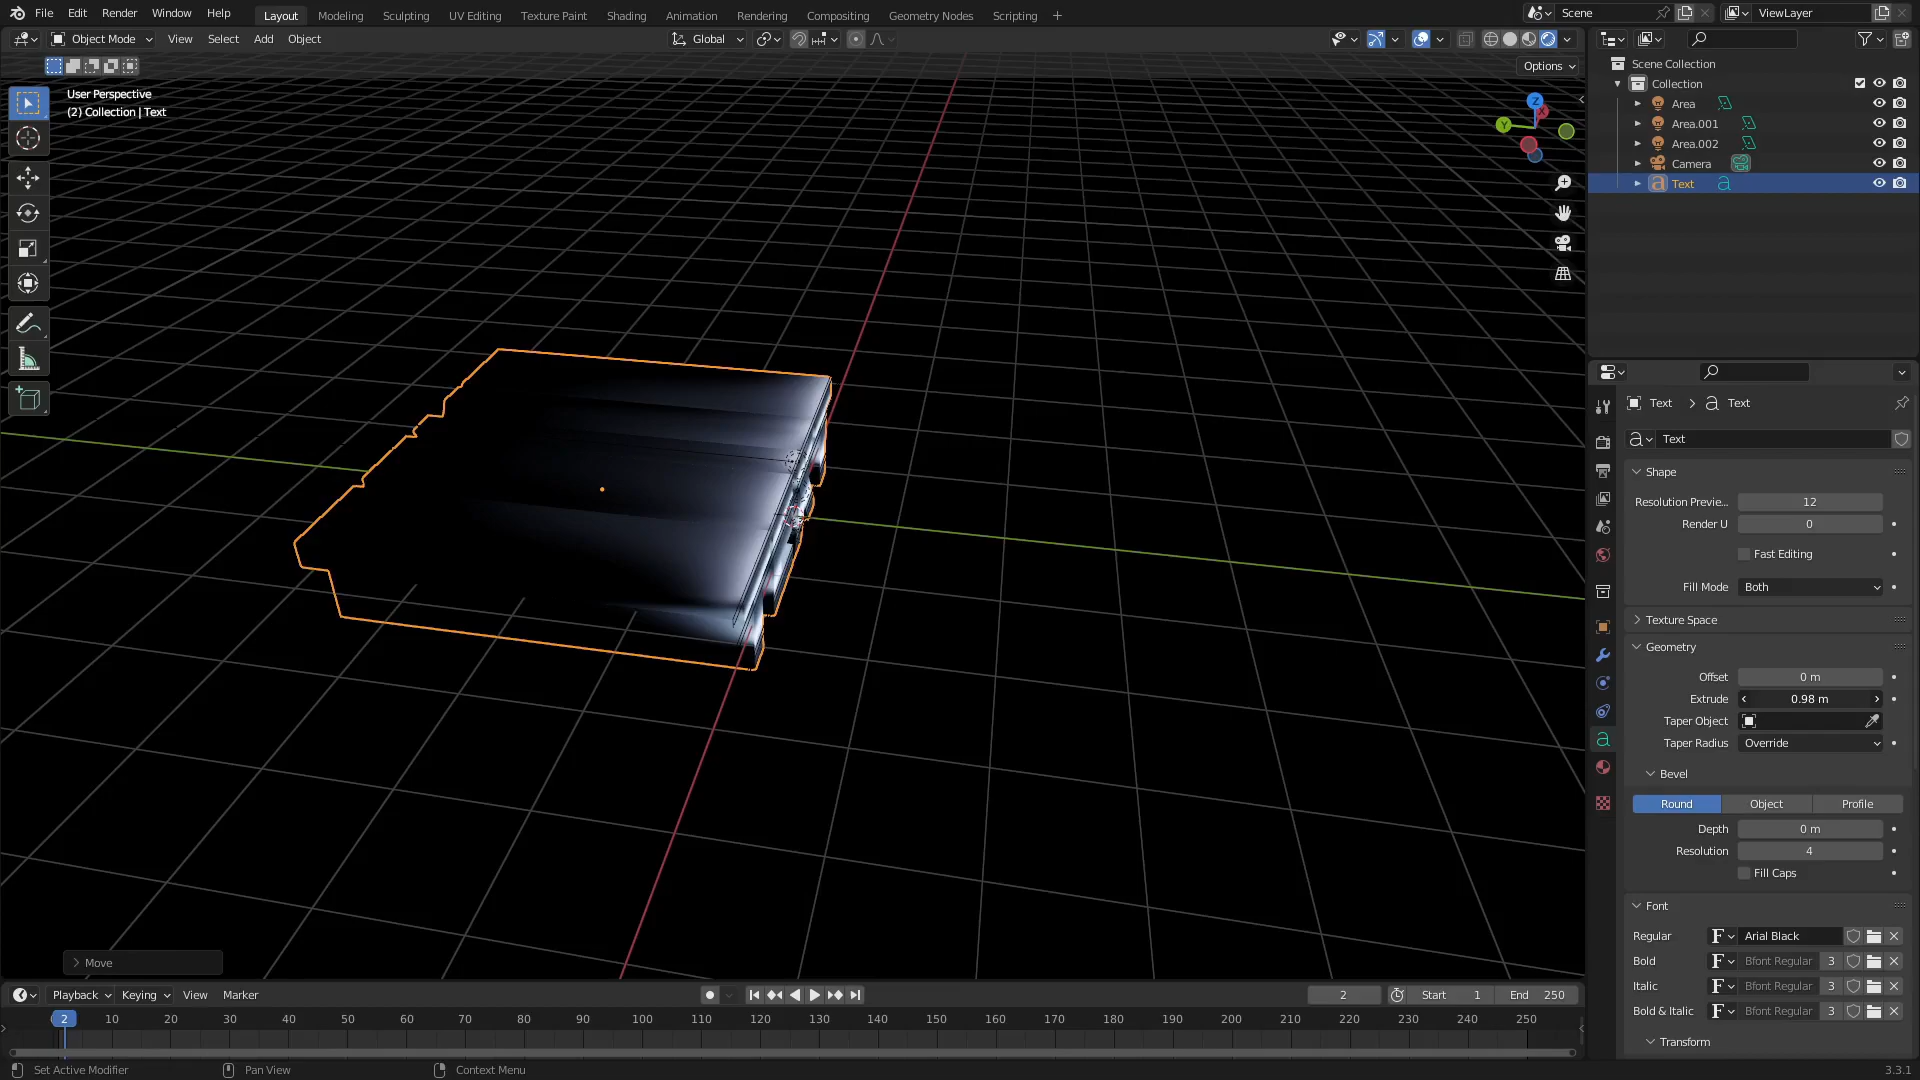 File Edit Render Window Help Layout Modeling Sculpting UV Editing Texture Paint Shading Animation Rendering Compositing Geometry Nodes Scripting + Scene ViewLayer
Object Mode View Select Add Object Global
Options
User Perspective
(2) Collection | Text
Z
X
Y
Move
Scene Collection
Collection
Area
Area.001
Area.002
Camera
Text
Text > Text
Text
Shape
Resolution Previe... 12
Render U 0
Fast Editing
Fill Mode Both
Texture Space
Geometry
Offset 0 m
Extrude 0.98 m
Taper Object
Taper Radius Override
Bevel
Round Object Profile
Depth 0 m
Resolution 4
Fill Caps
Font
Regular F Arial Black
Bold F Bfont Regular 3
Italic F Bfont Regular 3
Bold & Italic F Bfont Regular 3
Transform
Playback Keying View Marker 2 Start 1 End 250
2 10 20 30 40 50 60 70 80 90 100 110 120 130 140 150 160 170 180 190 200 210 220 230 240 250
Set Active Modifier Pan View Context Menu 3.3.1